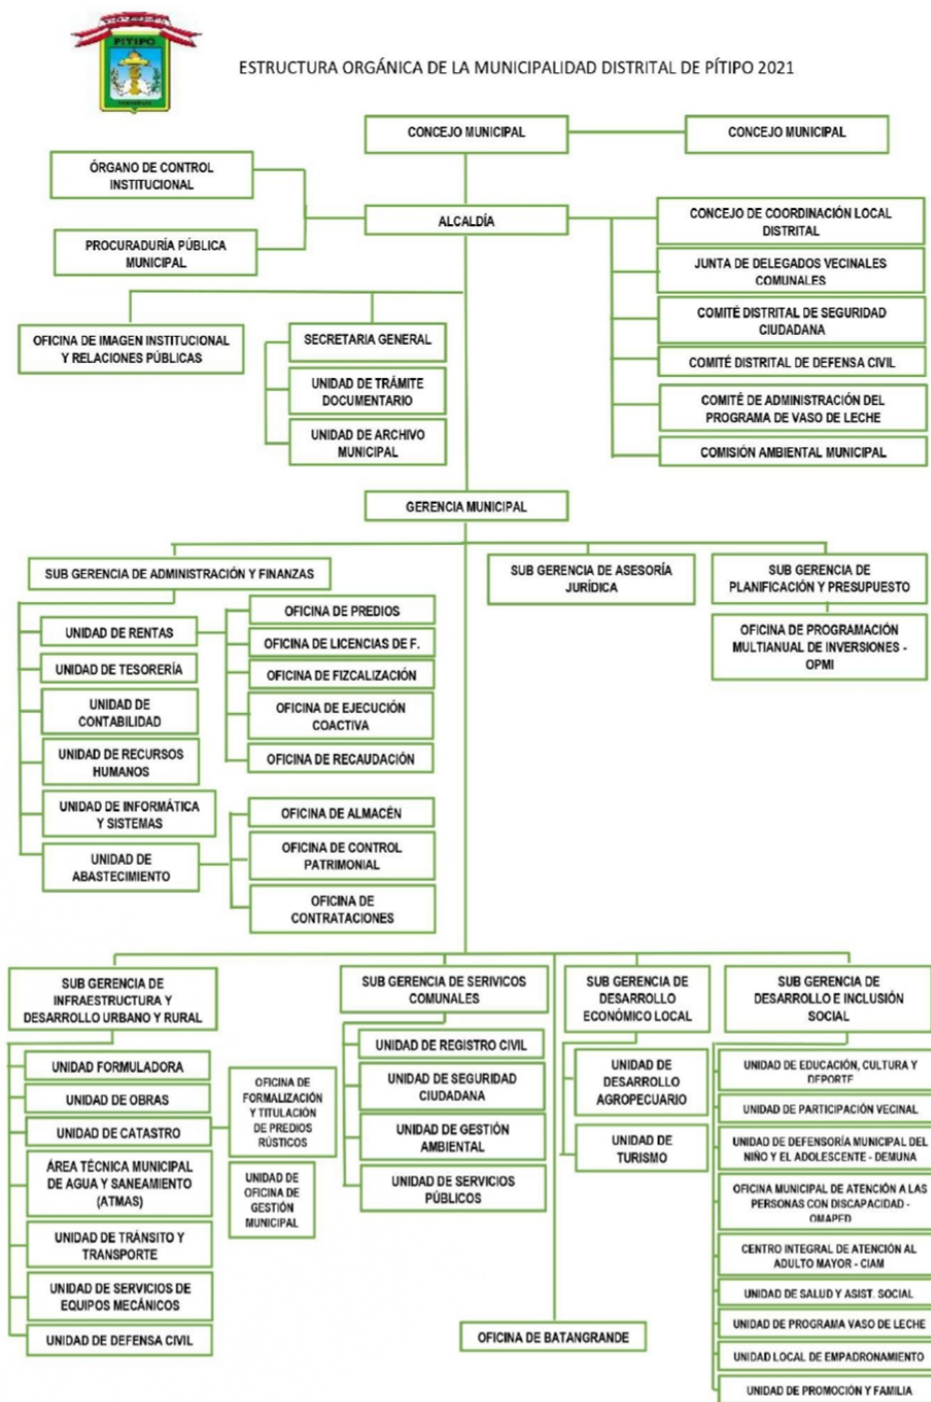 PITIPO
ESTRUCTURA ORGÁNICA DE LA MUNICIPALIDAD DISTRITAL DE PÍTIPO 2021
CONCEJO MUNICIPAL
CONCEJO MUNICIPAL
ÓRGANO DE CONTROL
INSTITUCIONAL
ALCALDÍA
PROCURADURÍA PÚBLICA
MUNICIPAL
CONCEJO DE COORDINACIÓN LOCAL
DISTRITAL
JUNTA DE DELEGADOS VECINALES
COMUNALES
COMITÉ DISTRITAL DE SEGURIDAD
CIUDADANA
COMITÉ DISTRITAL DE DEFENSA CIVIL
COMITÉ DE ADMINISTRACIÓN DEL
PROGRAMA DE VASO DE LECHE
COMISIÓN AMBIENTAL MUNICIPAL
OFICINA DE IMAGEN INSTITUCIONAL
Y RELACIONES PÚBLICAS
SECRETARIA GENERAL
UNIDAD DE TRÁMITE
DOCUMENTARIO
UNIDAD DE ARCHIVO
MUNICIPAL
GERENCIA MUNICIPAL
SUB GERENCIA DE ADMINISTRACIÓN Y FINANZAS
SUB GERENCIA DE ASESORÍA
JURÍDICA
SUB GERENCIA DE
PLANIFICACIÓN Y PRESUPUESTO
OFICINA DE PROGRAMACIÓN
MULTIANUAL DE INVERSIONES -
OPMI
UNIDAD DE RENTAS
UNIDAD DE TESORERÍA
UNIDAD DE
CONTABILIDAD
UNIDAD DE RECURSOS
HUMANOS
UNIDAD DE INFORMÁTICA
Y SISTEMAS
UNIDAD DE
ABASTECIMIENTO
OFICINA DE PREDIOS
OFICINA DE LICENCIAS DE F.
OFICINA DE FIZCALIZACIÓN
OFICINA DE EJECUCIÓN
COACTIVA
OFICINA DE RECAUDACIÓN
OFICINA DE ALMACÉN
OFICINA DE CONTROL
PATRIMONIAL
OFICINA DE
CONTRATACIONES
SUB GERENCIA DE
INFRAESTRUCTURA Y
DESARROLLO URBANO Y RURAL
UNIDAD FORMULADORA
UNIDAD DE OBRAS
UNIDAD DE CATASTRO
ÁREA TÉCNICA MUNICIPAL
DE AGUA Y SANEAMIENTO
(ATMAS)
UNIDAD DE TRÁNSITO Y
TRANSPORTE
UNIDAD DE SERVICIOS DE
EQUIPOS MECÁNICOS
UNIDAD DE DEFENSA CIVIL
OFICINA DE
FORMALIZACIÓN
Y TITULACIÓN
DE PREDIOS
RÚSTICOS
UNIDAD DE
OFICINA DE
GESTIÓN
MUNICIPAL
SUB GERENCIA DE SERIVICOS
COMUNALES
UNIDAD DE REGISTRO CIVIL
UNIDAD DE SEGURIDAD
CIUDADANA
UNIDAD DE GESTIÓN
AMBIENTAL
UNIDAD DE SERVICIOS
PÚBLICOS
OFICINA DE BATANGRANDE
SUB GERENCIA DE
DESARROLLO
ECONÓMICO LOCAL
UNIDAD DE
DESARROLLO
AGROPECUARIO
UNIDAD DE
TURISMO
SUB GERENCIA DE
DESARROLLO E INCLUSIÓN
SOCIAL
UNIDAD DE EDUCACIÓN, CULTURA Y
DEPORTE
UNIDAD DE PARTICIPACIÓN VECINAL
UNIDAD DE DEFENSORÍA MUNICIPAL DEL
NIÑO Y EL ADOLESCENTE - DEMUNA
OFICINA MUNICIPAL DE ATENCIÓN A LAS
PERSONAS CON DISCAPACIDAD -
OMAPED
CENTRO INTEGRAL DE ATENCIÓN AL
ADULTO MAYOR - CIAM
UNIDAD DE SALUD Y ASIST. SOCIAL
UNIDAD DE PROGRAMA VASO DE LECHE
UNIDAD LOCAL DE EMPADRONAMIENTO
UNIDAD DE PROMOCIÓN Y FAMILIA